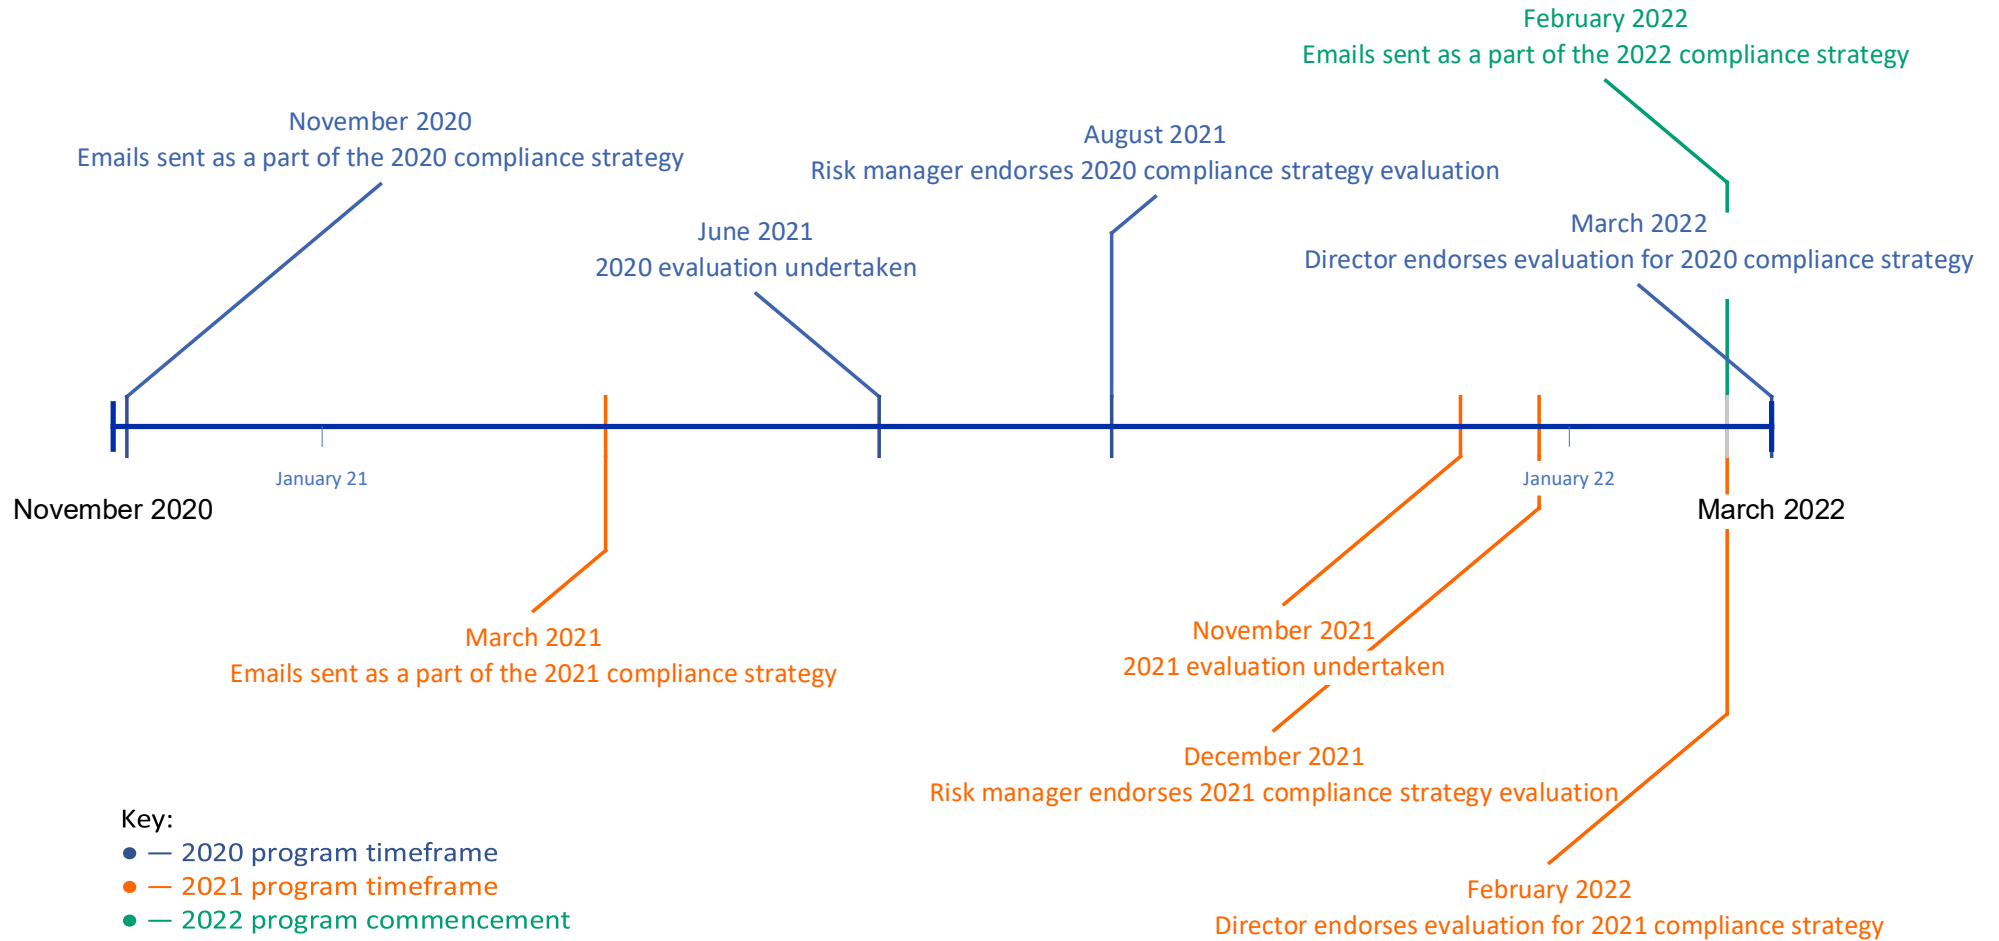 February 2022
Emails sent as a part of the 2022 compliance strategy
November 2020
Emails sent as a part of the 2020 compliance strategy
August 2021
Risk manager endorses 2020 compliance strategy evaluation
June 2021
2020 evaluation undertaken
March 2022
Director endorses evaluation for 2020 compliance strategy
January 21
January 22
November 2020
March 2022
March 2021
Emails sent as a part of the 2021 compliance strategy
November 2021
2021 evaluation undertaken
December 2021
Risk manager endorses 2021 compliance strategy evaluation
February 2022
Director endorses evaluation for 2021 compliance strategy
Key:
● — 2020 program timeframe
● — 2021 program timeframe
● — 2022 program commencement